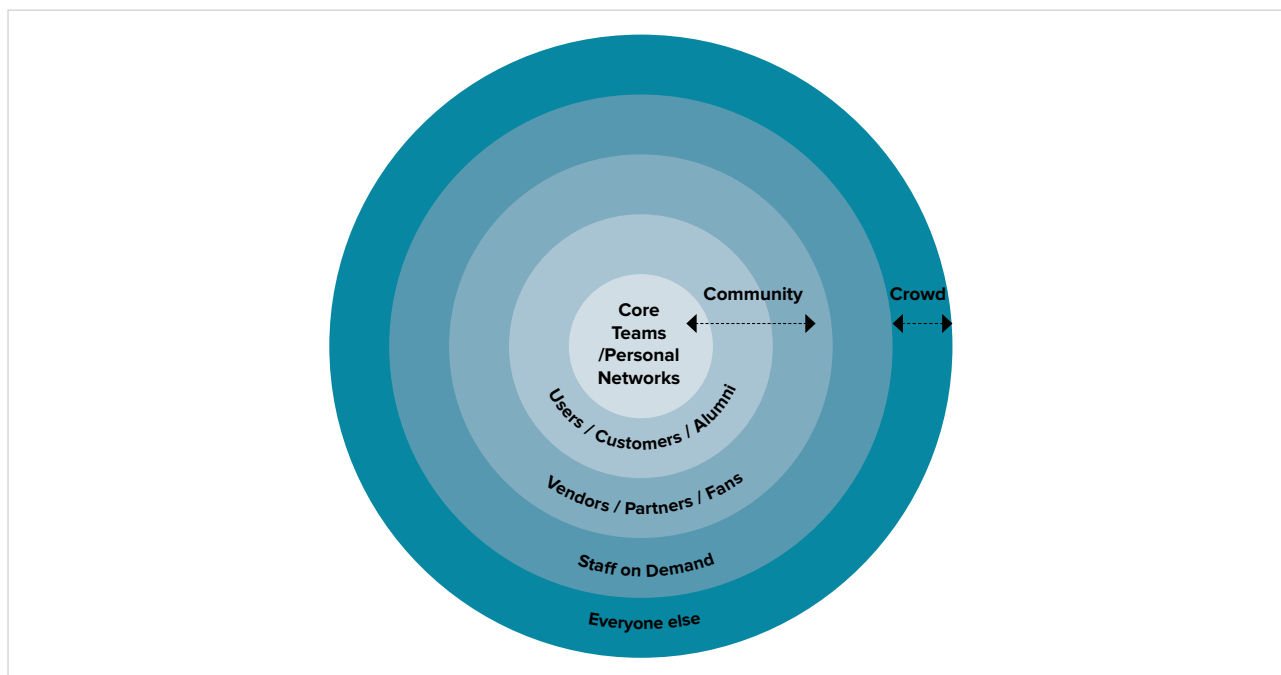 Community
Crowd
Core
Teams
/Personal
Networks
Users / Customers / Alumni
Vendors / Partners / Fans
Staff on Demand
Everyone else